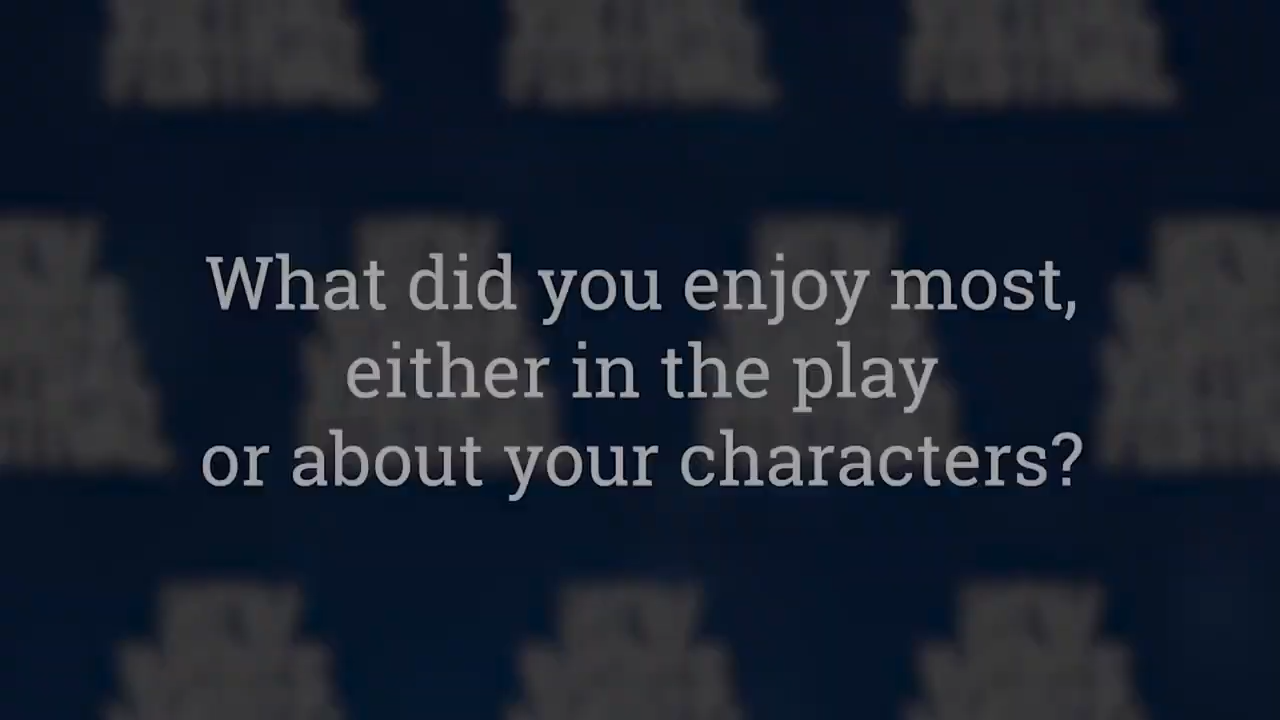 What did you enjoy most,
either in the play
or about your characters?